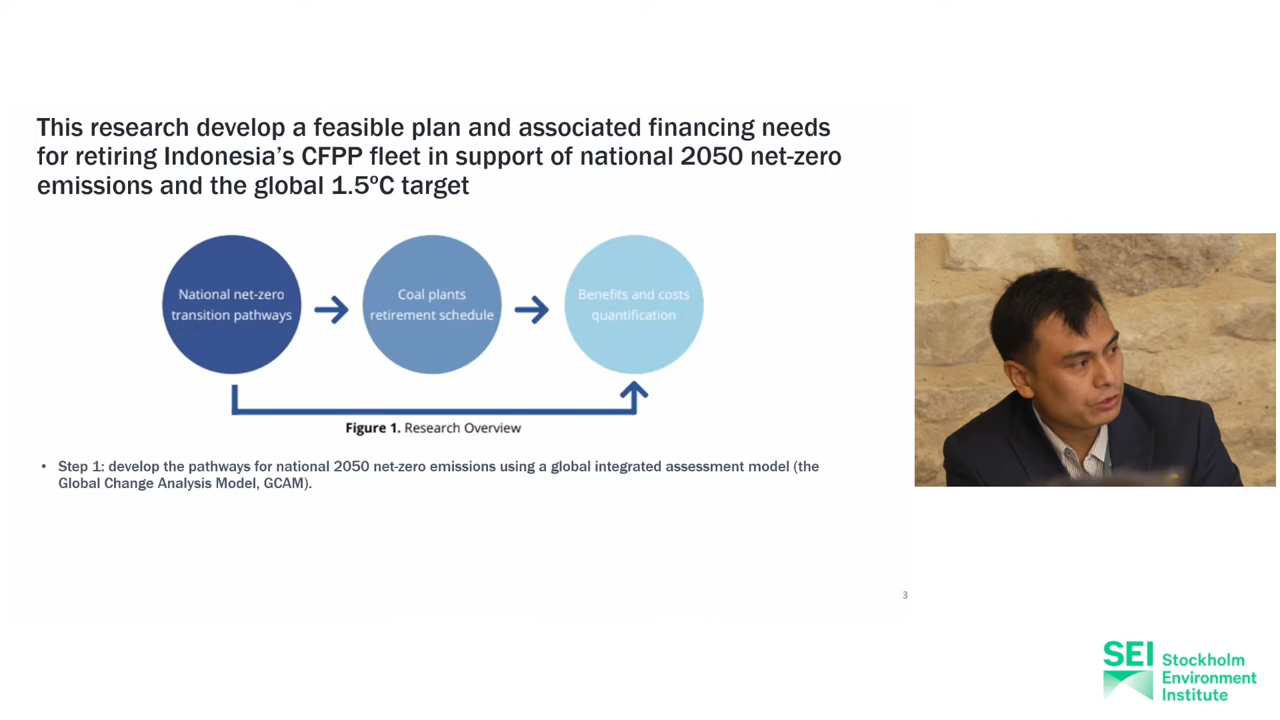 This research develop a feasible plan and associated financing needs
for retiring Indonesia's CFPP fleet in support of national 2050 net-zero
emissions and the global 1.5ºC target
National net-zero
transition pathways
Coal plants
retirement schedule
Benefits and costs
quantification
Figure 1. Research Overview
• Step 1: develop the pathways for national 2050 net-zero emissions using a global integrated assessment model (the
Global Change Analysis Model, GCAM).
3
SEI Stockholm
Environment
Institute